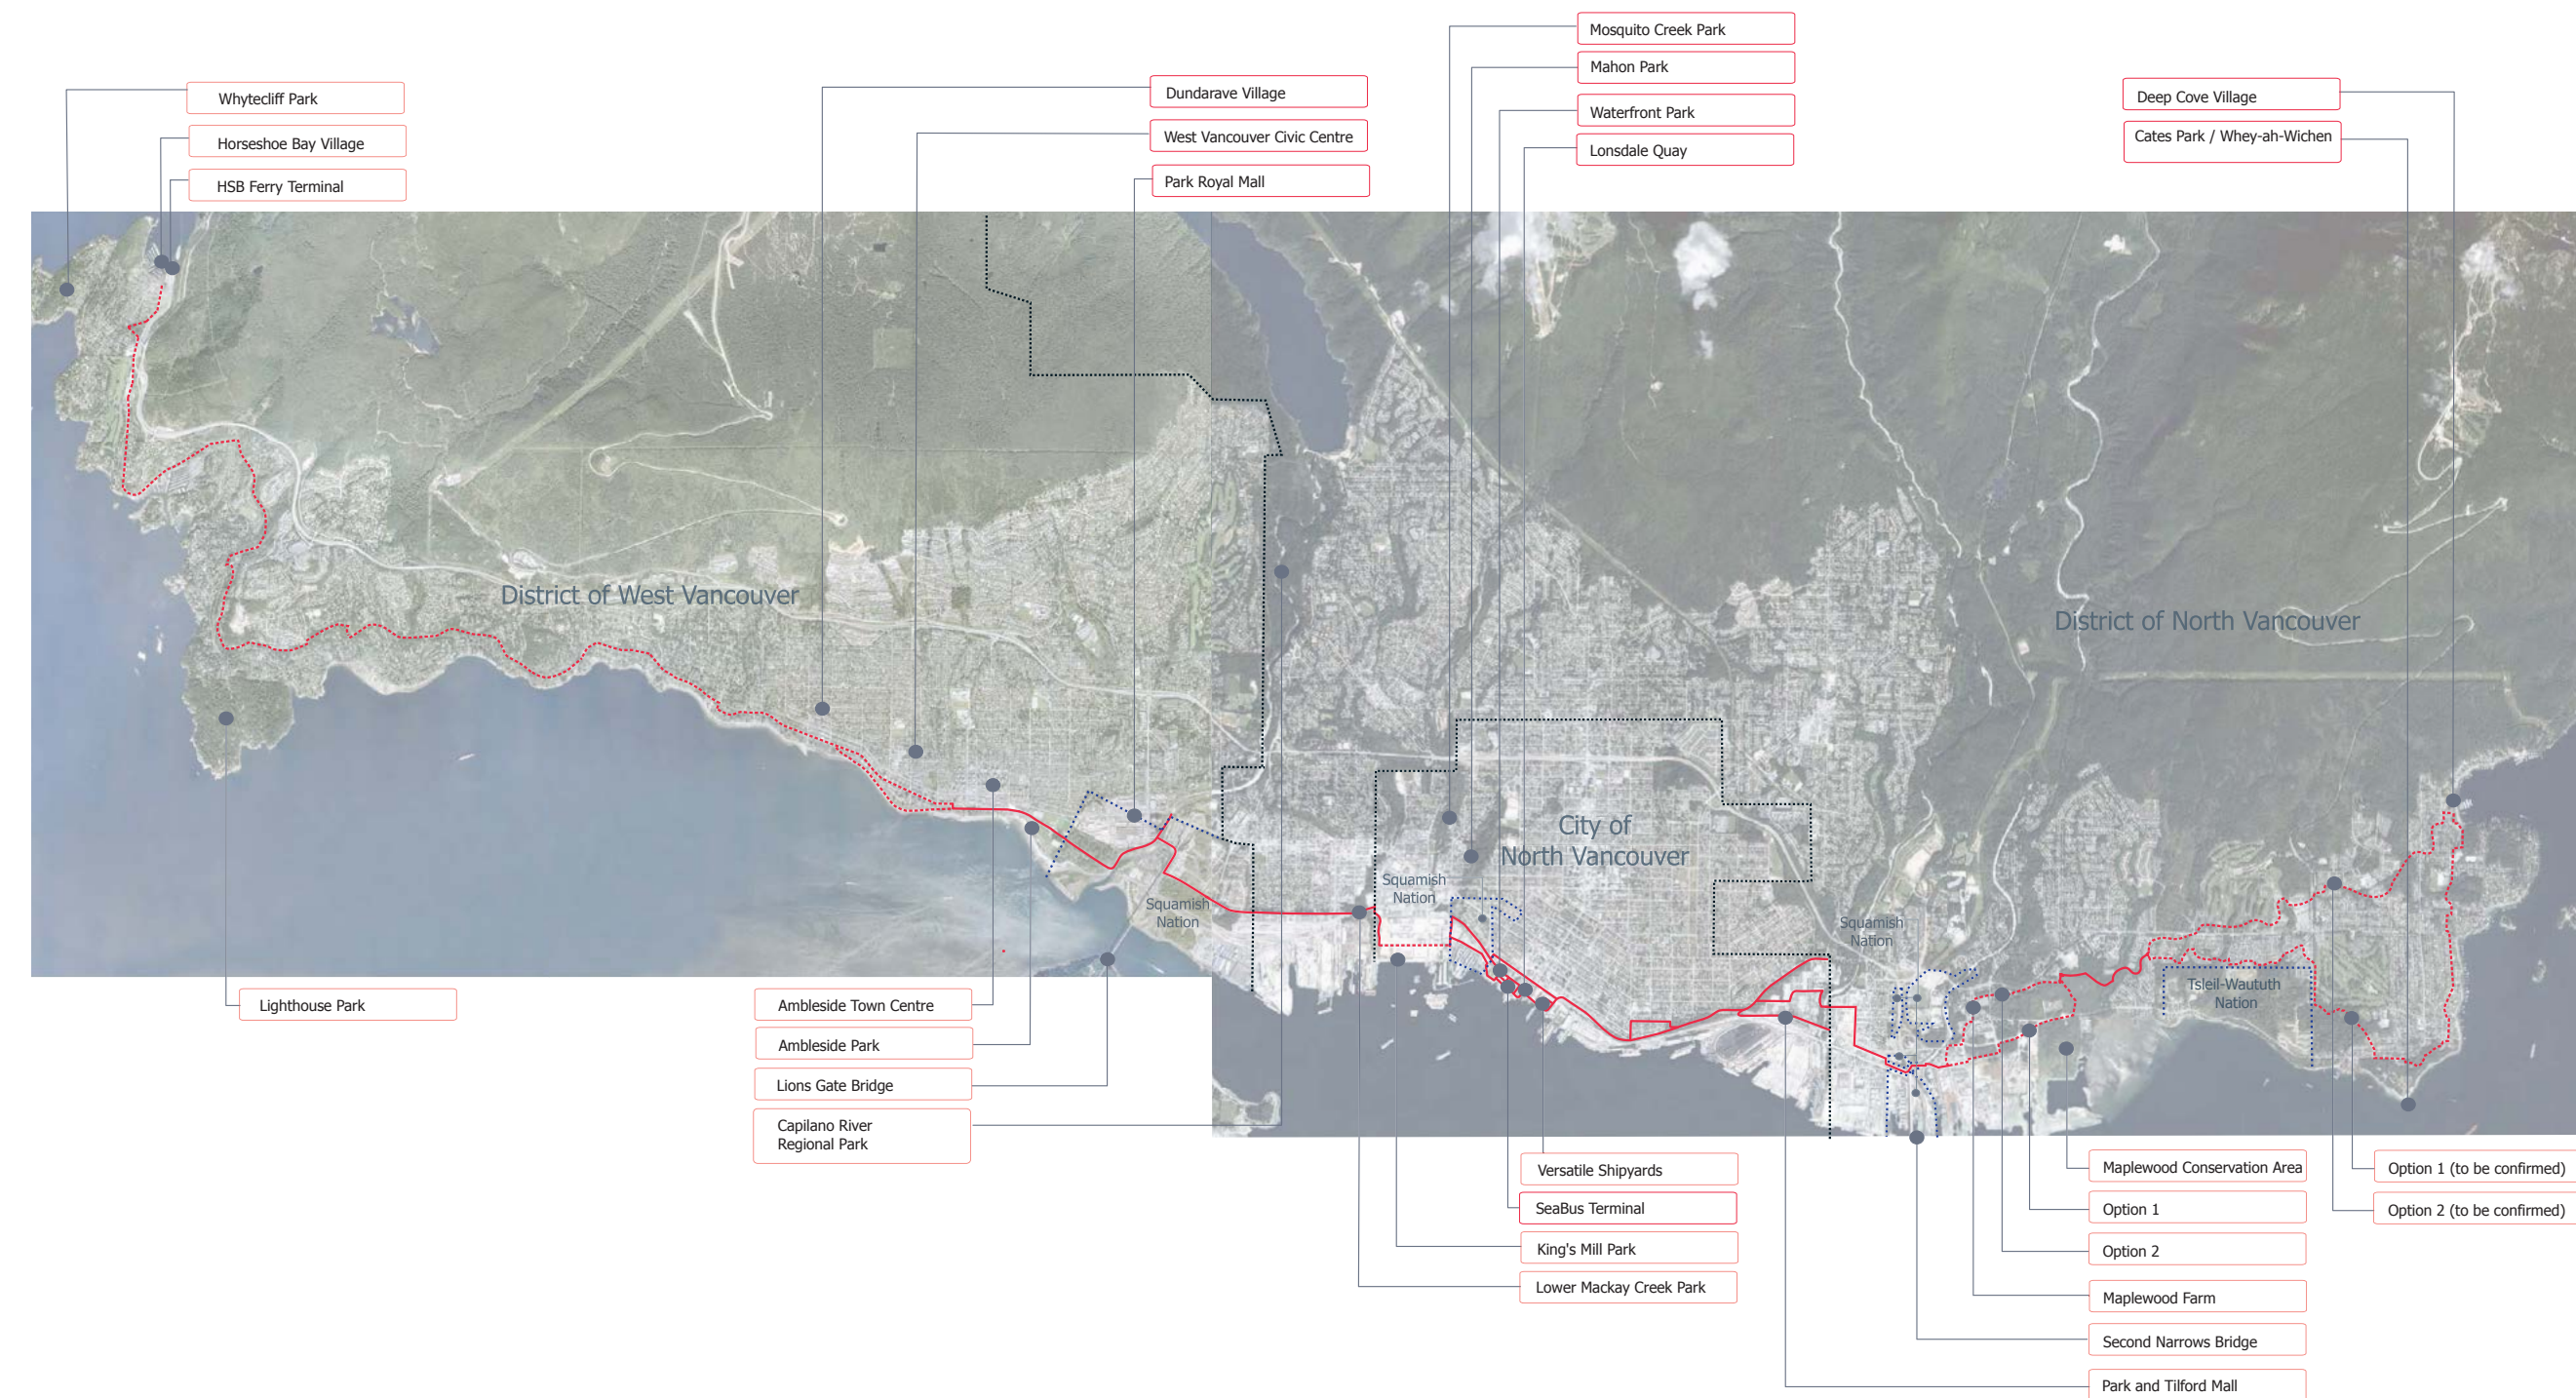 Mosquito Creek Park
Mahon Park
Waterfront Park
Lonsdale Quay
Dundarave Village
West Vancouver Civic Centre
Park Royal Mall
Whytecliff Park
Horseshoe Bay Village
HSB Ferry Terminal
Deep Cove Village
Cates Park / Whey-ah-Wichen
District of West Vancouver
District of North Vancouver
City of
North Vancouver
Squamish
Nation
Squamish
Nation
Squamish
Nation
Tsleil-Waututh
Nation
Lighthouse Park
Ambleside Town Centre
Ambleside Park
Lions Gate Bridge
Capilano River
Regional Park
Versatile Shipyards
SeaBus Terminal
King's Mill Park
Lower Mackay Creek Park
Maplewood Conservation Area
Option 1
Option 2
Maplewood Farm
Second Narrows Bridge
Park and Tilford Mall
Option 1 (to be confirmed)
Option 2 (to be confirmed)